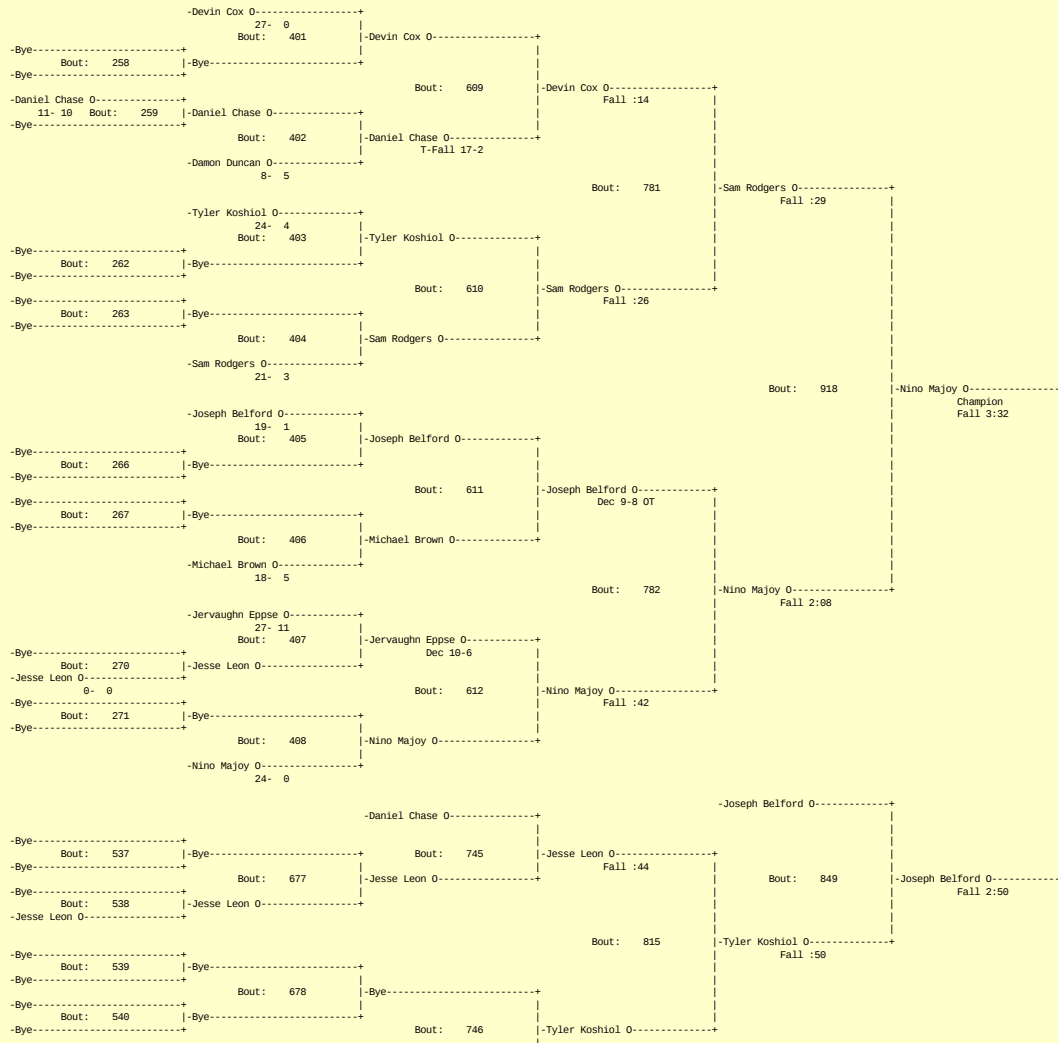 -Devin Cox O---------------+
27- 0 |
Bout: 401 |-Devin Cox O------------------+
-Bye--------------------------+ | |
Bout: 258 |-Bye--------------------------+ |
-Bye--------------------------+ |
Bout: 609 |-Devin Cox O------------------+
-Daniel Chase O---------------+ | Fall :14 |
11- 10 Bout: 259 |-Daniel Chase O---------------+ | |
-Bye--------------------------+ | | |
Bout: 402 |-Daniel Chase O---------------+ |
| T-Fall 17-2 |
-Damon Duncan O---------------+ |
8- 5 |
Bout: 781 |-Sam Rodgers O----------------+
| Fall :29 |
-Tyler Koshiol O--------------+ | |
24- 4 | | |
Bout: 403 |-Tyler Koshiol O--------------+ | |
-Bye--------------------------+ | | | |
Bout: 262 |-Bye--------------------------+ | | |
-Bye--------------------------+ | | |
Bout: 610 |-Sam Rodgers O----------------+ |
-Bye--------------------------+ | Fall :26 |
Bout: 263 |-Bye--------------------------+ | |
-Bye--------------------------+ | | |
Bout: 404 |-Sam Rodgers O----------------+ |
| |
-Sam Rodgers O----------------+ |
21- 3 |
Bout: 918 |-Nino Majoy O-----------------
| Champion
-Joseph Belford O-------------+ | Fall 3:32
19- 1 | |
Bout: 405 |-Joseph Belford O-------------+ |
-Bye--------------------------+ | | |
Bout: 266 |-Bye--------------------------+ | |
-Bye--------------------------+ | |
Bout: 611 |-Joseph Belford O-------------+ |
-Bye--------------------------+ | Dec 9-8 OT | |
Bout: 267 |-Bye--------------------------+ | | |
-Bye--------------------------+ | | | |
Bout: 406 |-Michael Brown O--------------+ | |
| | |
-Michael Brown O--------------+ | |
18- 5 | |
Bout: 782 |-Nino Majoy O-----------------+
| Fall 2:08
-Jervaughn Eppse O------------+ |
27- 11 | |
Bout: 407 |-Jervaughn Eppse O------------+ |
-Bye--------------------------+ | Dec 10-6 | |
Bout: 270 |-Jesse Leon O-----------------+ | |
-Jesse Leon O-----------------+ | |
0- 0 Bout: 612 |-Nino Majoy O-----------------+
-Bye--------------------------+ | Fall :42
Bout: 271 |-Bye--------------------------+ |
-Bye--------------------------+ | |
Bout: 408 |-Nino Majoy O-----------------+
|
-Nino Majoy O-----------------+
24- 0
-Joseph Belford O-------------+
-Daniel Chase O---------------+ |
| |
-Bye--------------------------+ | |
Bout: 537 |-Bye--------------------------+ Bout: 745 |-Jesse Leon O-----------------+ |
-Bye--------------------------+ | | Fall :44 | |
Bout: 677 |-Jesse Leon O-----------------+ | Bout: 849 |-Joseph Belford O-------------
-Bye--------------------------+ | | | Fall 2:50
Bout: 538 |-Jesse Leon O-----------------+ | |
-Jesse Leon O-----------------+ | |
Bout: 815 |-Tyler Koshiol O--------------+
-Bye--------------------------+ | Fall :50
Bout: 539 |-Bye--------------------------+ |
-Bye--------------------------+ | |
Bout: 678 |-Bye--------------------------+ |
-Bye--------------------------+ | | |
Bout: 540 |-Bye--------------------------+ | |
-Bye--------------------------+ Bout: 746 |-Tyler Koshiol O--------------+